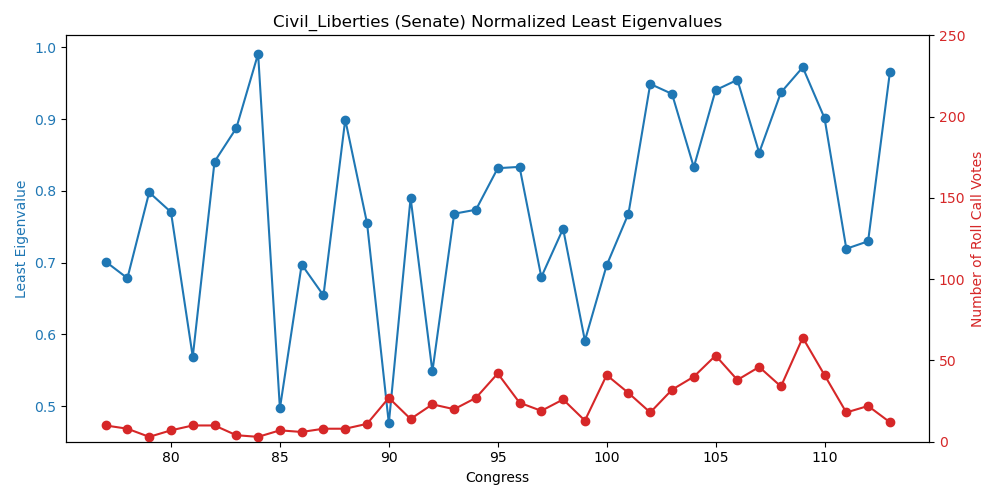 Civil_Liberties (Senate) Normalized Least Eigenvalues
Least Eigenvalue
1.0
0.9
0.8
0.7
0.6
0.5
250
200
150
100
50
0
Number of Roll Call Votes
80 85 90 95 100 105 110
Congress